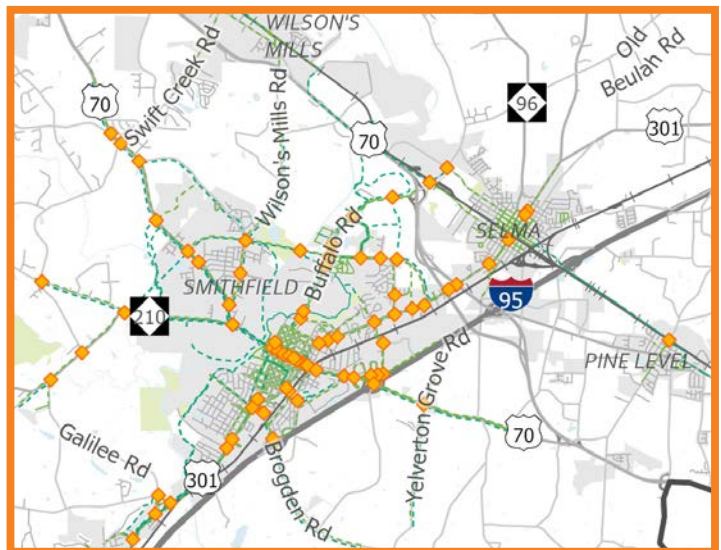 WILSON'S
MILLS
Swift Creek Rd
70
Wilson's Mills Rd
70
96
Old
Beulah Rd
301
Buffalo Rd
SELMA
SMITHFIELD
95
210
PINE LEVEL
Yelverton Grove Rd
70
Galilee Rd
301
Brogden Rd